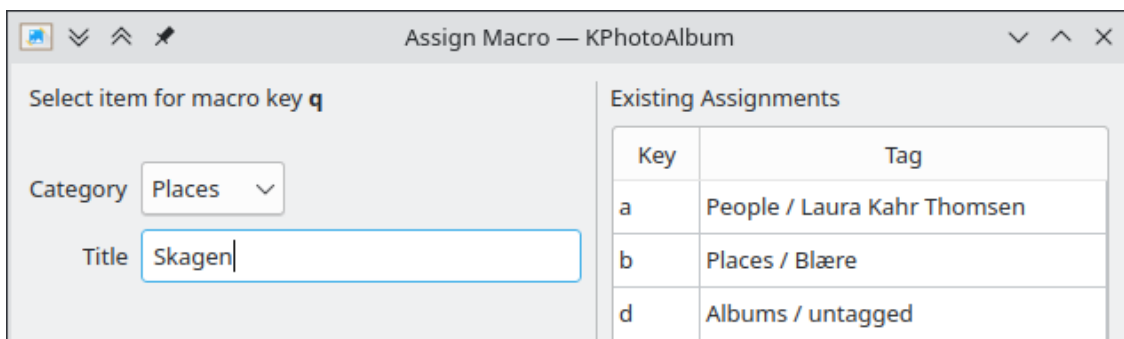 Assign Macro — KPhotoAlbum
Select item for macro key q
Category Places
Title Skagen
Existing Assignments
Key Tag
a People / Laura Kahr Thomsen
b Places / Blære
d Albums / untagged